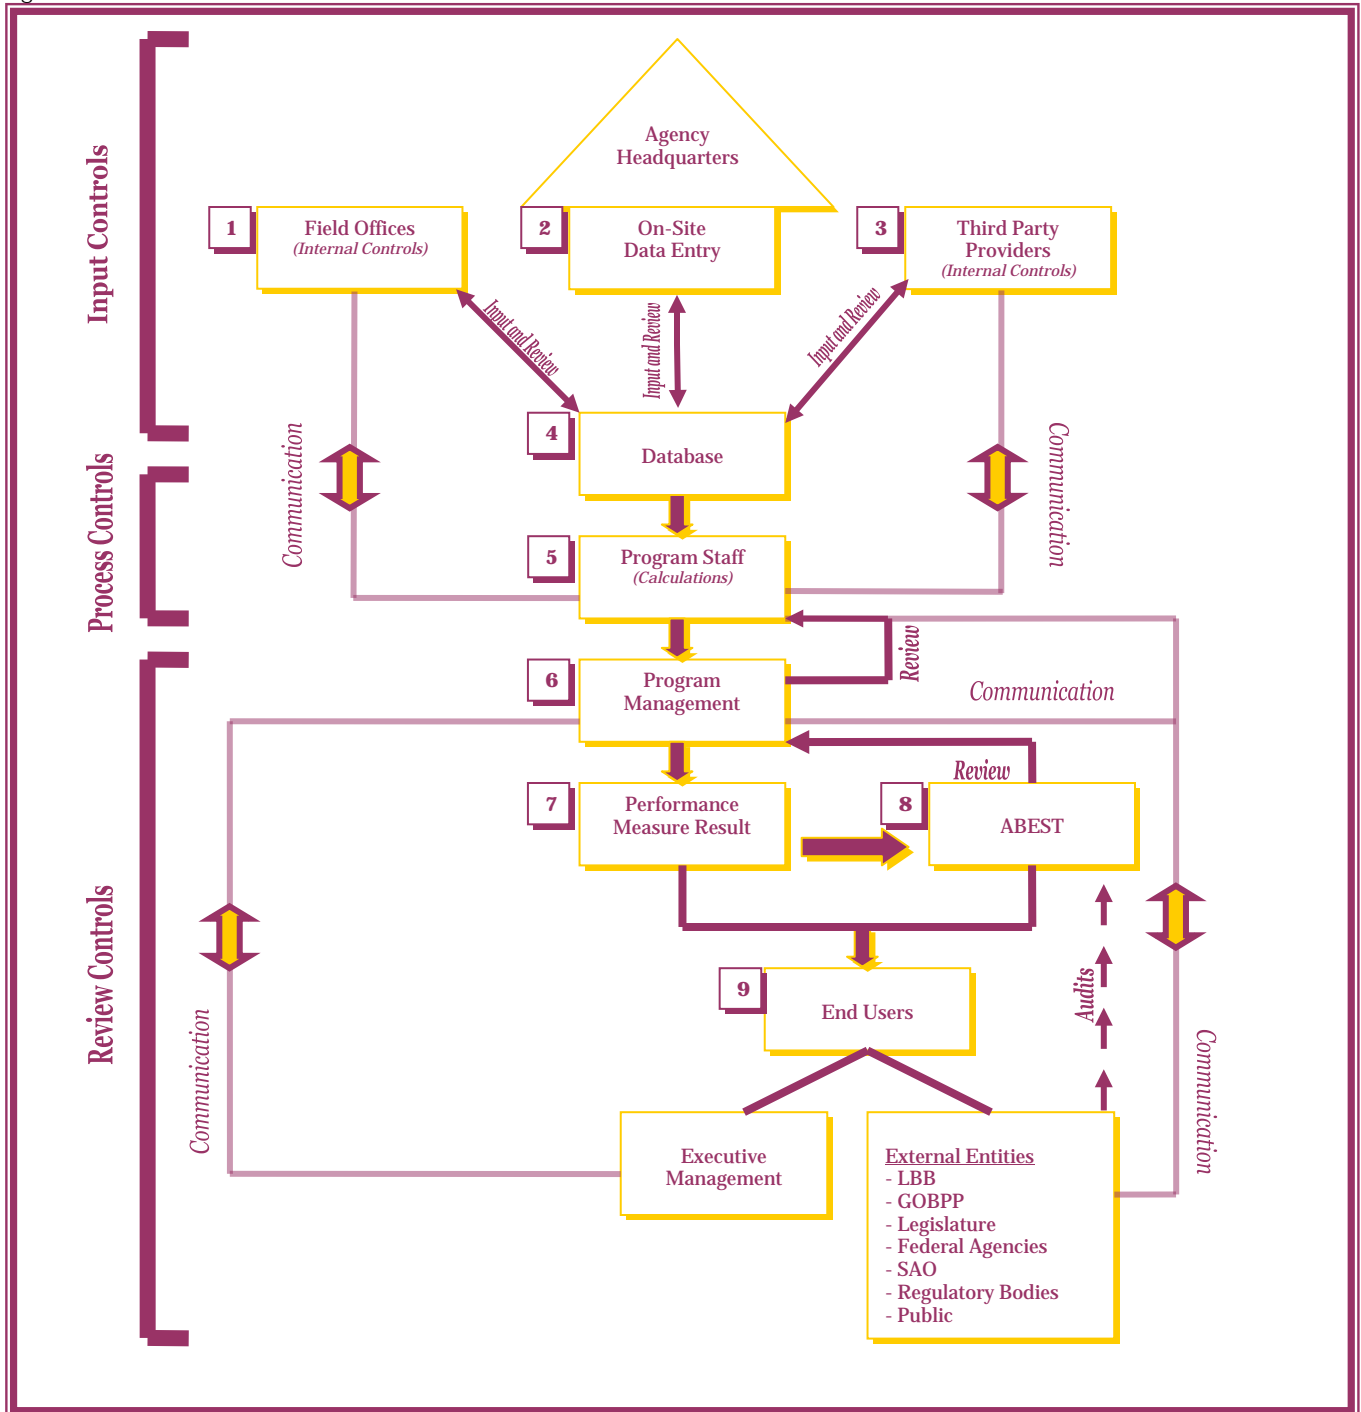 Agency
Headquarters
Input Controls
1
Field Offices
(Internal Controls)
2
On-Site
Data Entry
3
Third Party
Providers
(Internal Controls)
Input and Review
Input and Review
Input and Review
4
Database
Communication
Communication
Process Controls
5
Program Staff
(Calculations)
Review
6
Program
Management
Communication
Review
7
Performance
Measure Result
8
ABEST
Review Controls
9
End Users
Audits
Communication
Communication
Executive
Management
External Entities
- LBB
- GOBPP
- Legislature
- Federal Agencies
- SAO
- Regulatory Bodies
- Public